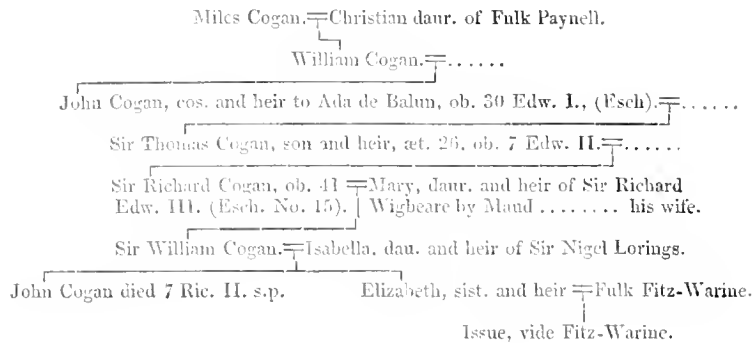 Miles Cogan. Christian daur. of Fulk Paynell.
William Cogan. ......
John Cogan, cos. and heir to Ada de Balun, ob. 30 Edw. I., (Esch). ......
Sir Thomas Cogan, son and heir, æt. 26, ob. 7 Edw. II. ......
Sir Richard Cogan, ob. 41 Mary, daur. and heir of Sir Richard
Edw. III. (Esch. No. 15). Wigbeare by Maud ........ his wife.
Sir William Cogan. Isabella, dau. and heir of Sir Nigel Lorings.
John Cogan died 7 Ric. II. s.p. Elizabeth, sist. and heir Fulk Fitz-Warine.
Issue, vide Fitz-Warine.